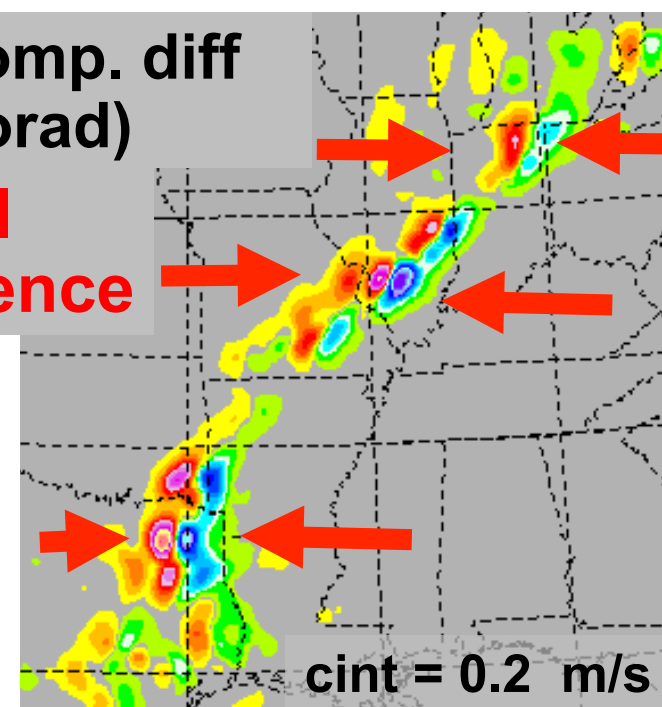 omp. diff
orad)
ence
cint = 0.2 m/s